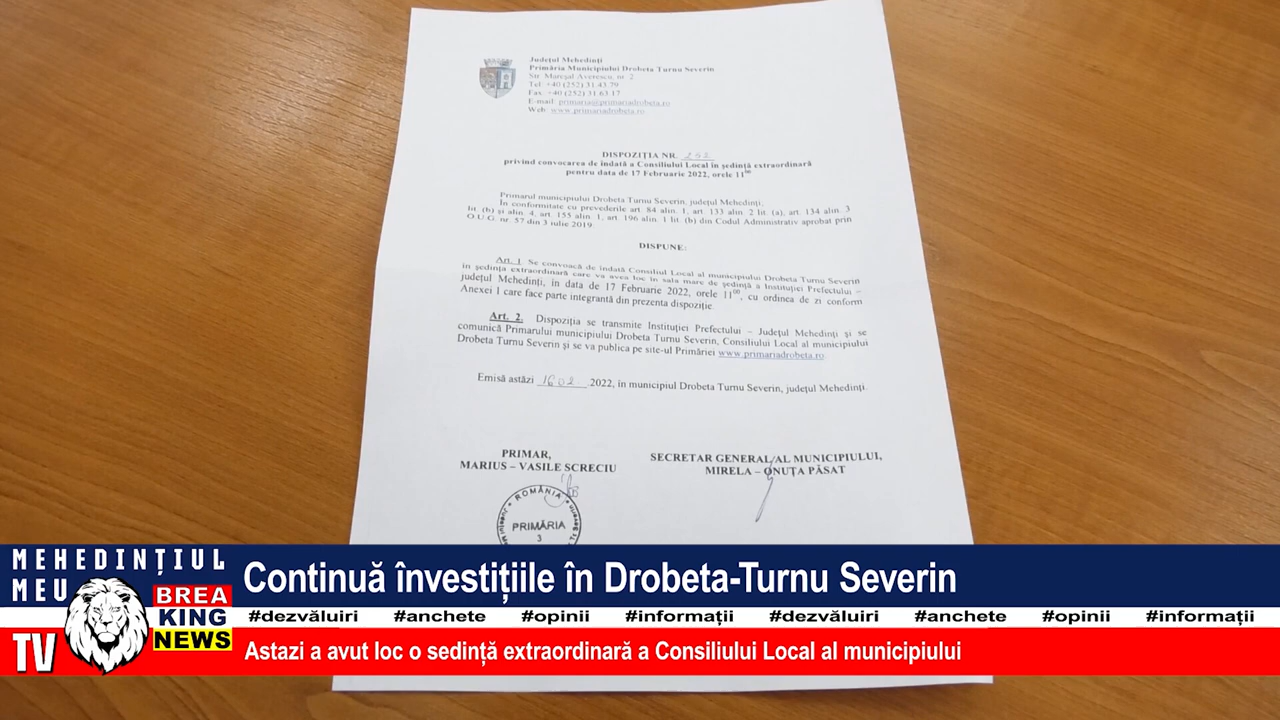 Județul Mehedinți
Primăria Municipiului Drobeta Turnu Severin
Str. Mareșal Averescu, nr. 2
Tel: +40 (252) 31.43.79
Fax: +40 (252) 31.63.17
E-mail: primaria@primariadrobeta.ro
Web: www.primariadrobeta.ro
DISPOZIȚIA NR.
privind convocarea de îndată a Consiliului Local în ședință extraordinară
pentru data de 17 Februarie 2022, orele 11⁰⁰
Primarul municipiului Drobeta Turnu Severin, județul Mehedinți,
În conformitate cu prevederile art. 84 alin. 1, art. 133 alin. 2 lit. (a), art. 134 alin. 3
lit. (b) și alin. 4, art. 155 alin. 1, art. 196 alin. 1 lit. (b) din Codul Administrativ aprobat prin
O.U.G. nr. 57 din 3 iulie 2019.
DISPUNE:
Art. 1. Se convoacă de îndată Consiliul Local al municipiului Drobeta Turnu Severin
în ședința extraordinară care va avea loc în sala mare de ședință a Instituției Prefectului –
județul Mehedinți, în data de 17 Februarie 2022, orele 11⁰⁰, cu ordinea de zi conform
Anexei 1 care face parte integrantă din prezenta dispoziție.
Art. 2. Dispoziția se transmite Instituției Prefectului – Județul Mehedinți și se
comunică Primarului municipiului Drobeta Turnu Severin, Consiliului Local al municipiului
Drobeta Turnu Severin și se va publica pe site-ul Primăriei www.primariadrobeta.ro.
Emisă astăzi 16 02. 2022, în municipiul Drobeta Turnu Severin, județul Mehedinți.
PRIMAR,
MARIUS – VASILE SCRECIU
SECRETAR GENERAL AL MUNICIPIULUI,
MIRELA – ONUȚA PĂSAT
ROMÂNIA
PRIMĂRIA
3
MEHEDINȚIUL
MEU
TV
BREA
KING
NEWS
Continuă învestițiile în Drobeta-Turnu Severin
#dezvăluiri #anchete #opinii #informații #dezvăluiri #anchete #opinii #informații
Astazi a avut loc o sedință extraordinară a Consiliului Local al municipiului